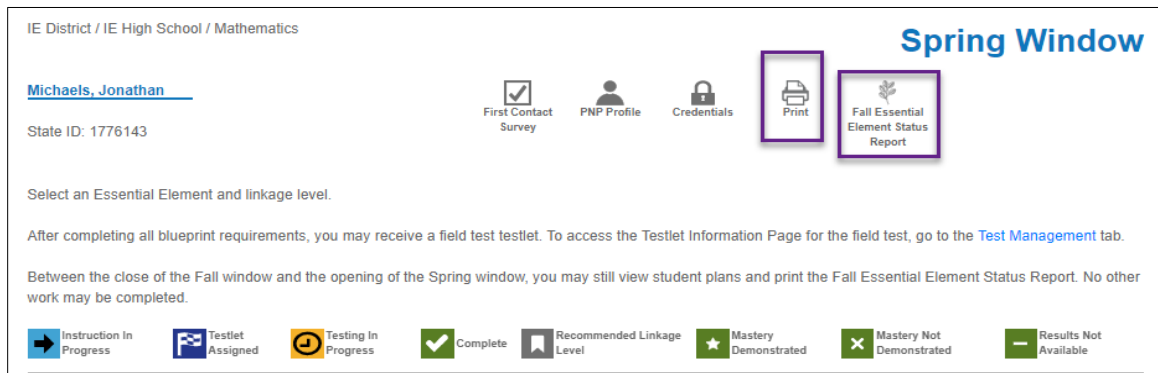 IE District / IE High School / Mathematics
Spring Window
Michaels, Jonathan
First Contact
Survey
PNP Profile
Credentials
Print
Fall Essential
Element Status
Report
State ID: 1776143
Select an Essential Element and linkage level.
After completing all blueprint requirements, you may receive a field test testlet. To access the Testlet Information Page for the field test, go to the Test Management tab.
Between the close of the Fall window and the opening of the Spring window, you may still view student plans and print the Fall Essential Element Status Report. No other
work may be completed.
Instruction In
Progress
Testlet
Assigned
Testing In
Progress
Complete
Recommended Linkage
Level
Mastery
Demonstrated
Mastery Not
Demonstrated
Results Not
Available